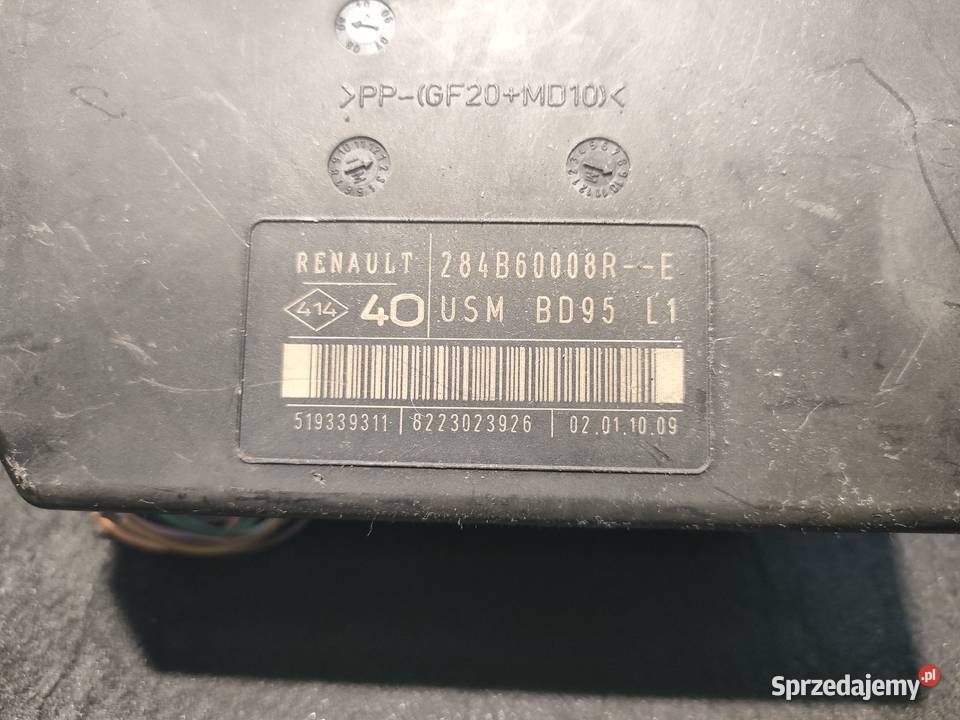 >PP-(GF20+MD10)<
RENAULT 284B60008R--E
414 40 USM BD95 L1
519339311 8223023926 02.01.10.09
Sprzedajemy.pl